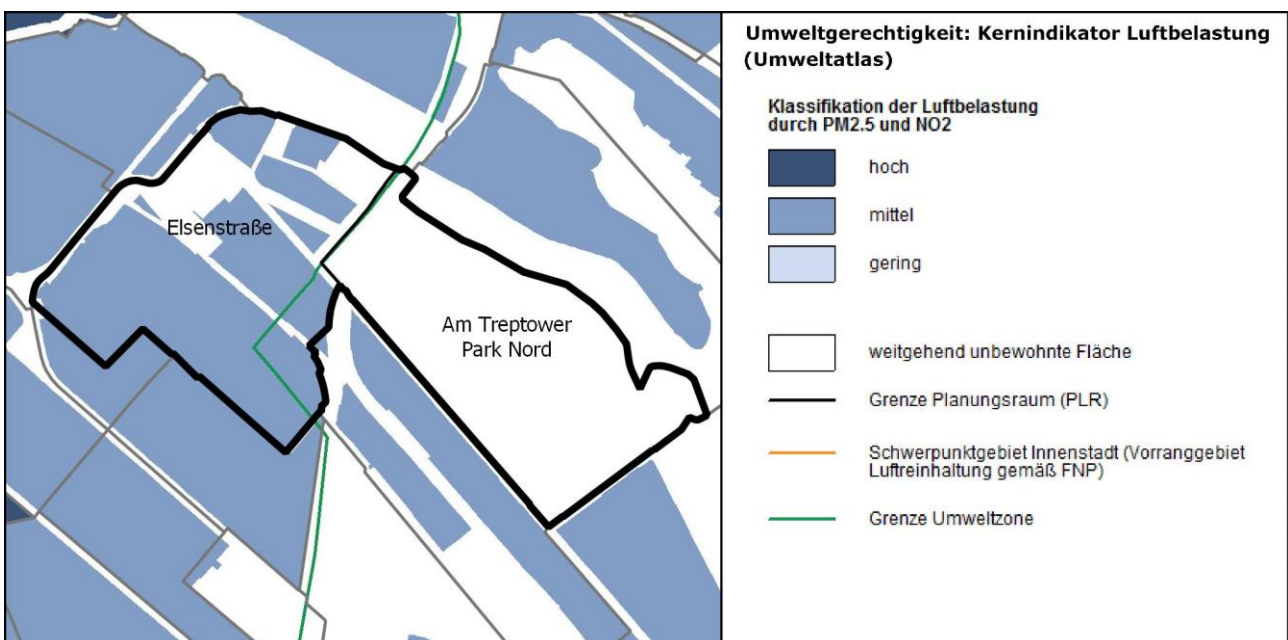 Elsenstraße
Am Treptower
Park Nord
Umweltgerechtigkeit: Kernindikator Luftbelastung
(Umweltatlas)
Klassifikation der Luftbelastung
durch PM2.5 und NO2
hoch
mittel
gering
weitgehend unbewohnte Fläche
Grenze Planungsraum (PLR)
Schwerpunktgebiet Innenstadt (Vorranggebiet
Luftreinhaltung gemäß FNP)
Grenze Umweltzone